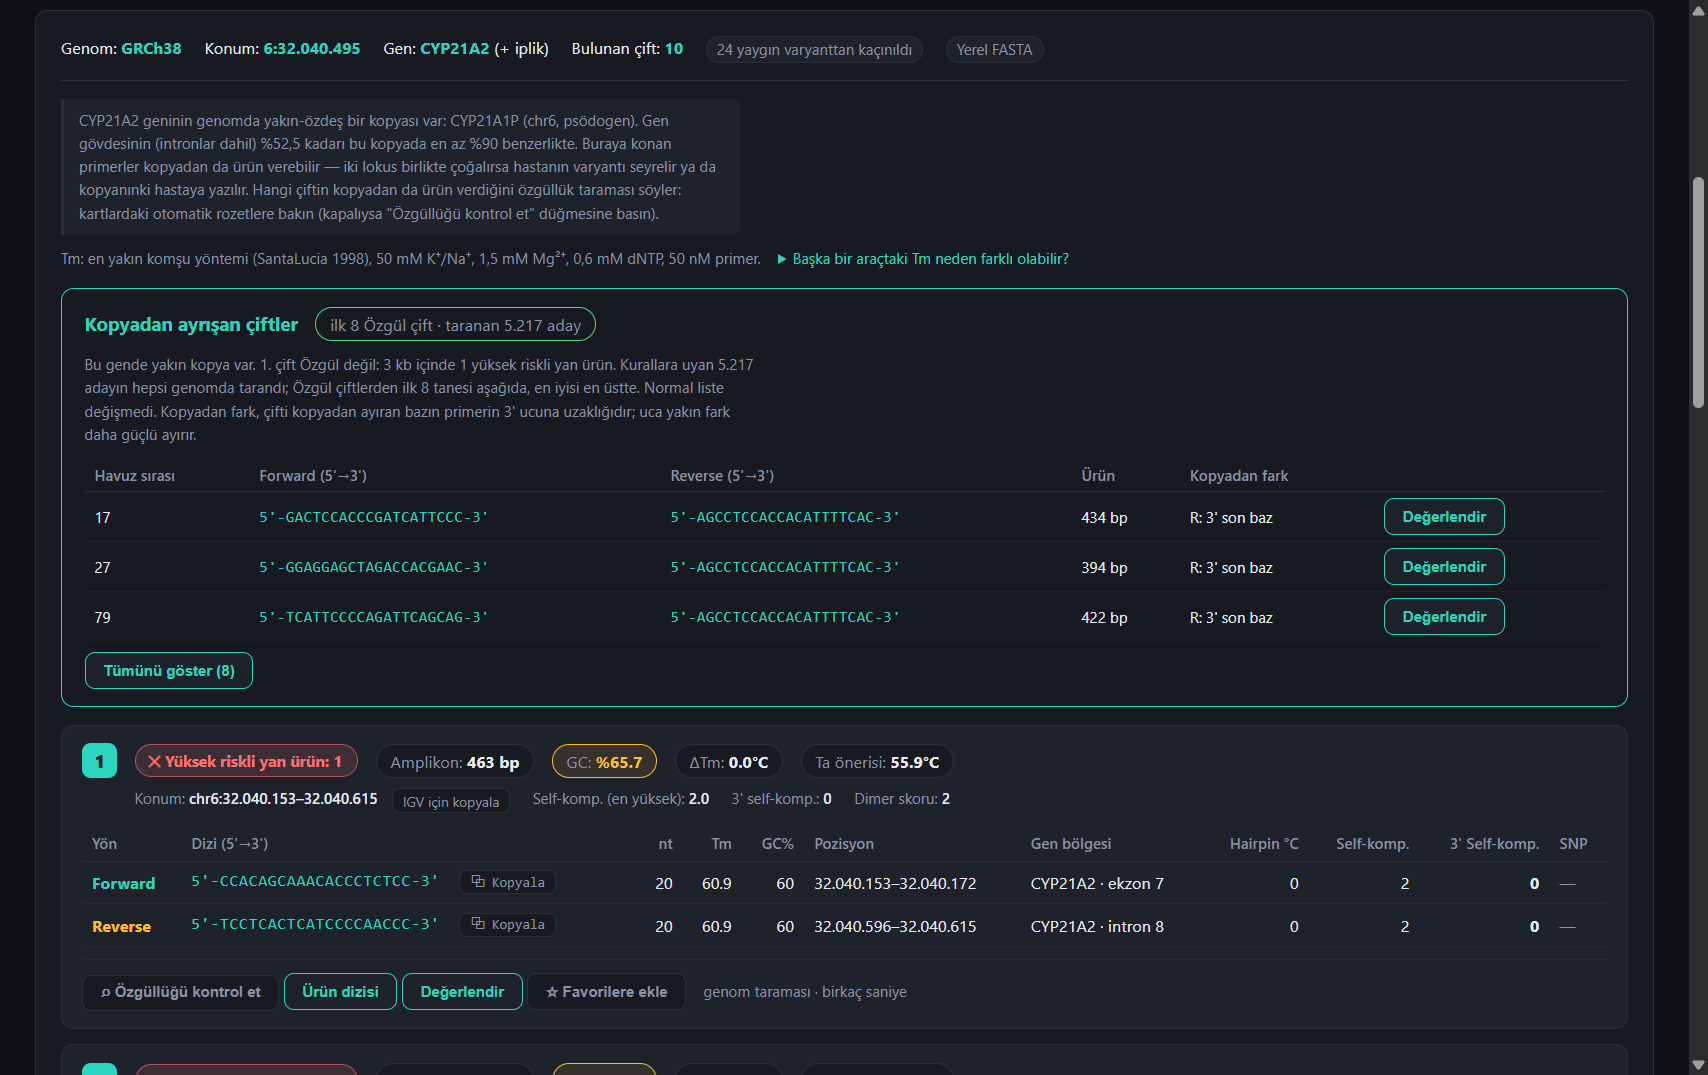 Genom: GRCh38 Konum: 6:32.040.495 Gen: CYP21A2 (+ iplik) Bulunan çift: 10 24 yaygın varyanttan kaçınıldı Yerel FASTA
CYP21A2 geninin genomda yakın-özdeş bir kopyası var: CYP21A1P (chr6, psödogen). Gen
gövdesinin (intronlar dahil) %52,5 kadarı bu kopyada en az %90 benzerlikte. Buraya konan
primerler kopyadan da ürün verebilir — iki lokus birlikte çoğalırsa hastanın varyantı seyrelir ya da
kopyanınki hastaya yazılır. Hangi çiftin kopyadan da ürün verdiğini özgüllük taraması söyler:
kartlardaki otomatik rozetlere bakın (kapalıysa "Özgüllüğü kontrol et" düğmesine basın).
Tm: en yakın komşu yöntemi (SantaLucia 1998), 50 mM K⁺/Na⁺, 1,5 mM Mg²⁺, 0,6 mM dNTP, 50 nM primer. ▶ Başka bir araçtaki Tm neden farklı olabilir?
Kopyadan ayrışan çiftler ilk 8 Özgül çift · taranan 5.217 aday
Bu gende yakın kopya var. 1. çift Özgül değil: 3 kb içinde 1 yüksek riskli yan ürün. Kurallara uyan 5.217
adayın hepsi genomda tarandı; Özgül çiftlerden ilk 8 tanesi aşağıda, en iyisi en üstte. Normal liste
değişmedi. Kopyadan fark, çifti kopyadan ayıran bazın primerin 3' ucuna uzaklığıdır; uca yakın fark
daha güçlü ayırır.
Havuz sırası Forward (5'→3') Reverse (5'→3') Ürün Kopyadan fark
17 5'-GACTCCACCCGATCATTCCC-3' 5'-AGCCTCCACCACATTTTCAC-3' 434 bp R: 3' son baz Değerlendir
27 5'-GGAGGAGCTAGACCACGAAC-3' 5'-AGCCTCCACCACATTTTCAC-3' 394 bp R: 3' son baz Değerlendir
79 5'-TCATTCCCCAGATTCAGCAG-3' 5'-AGCCTCCACCACATTTTCAC-3' 422 bp R: 3' son baz Değerlendir
Tümünü göster (8)
1 ✕ Yüksek riskli yan ürün: 1 Amplikon: 463 bp GC: %65.7 ΔTm: 0.0°C Ta önerisi: 55.9°C
Konum: chr6:32.040.153–32.040.615 IGV için kopyala Self-komp. (en yüksek): 2.0 3' self-komp.: 0 Dimer skoru: 2
Yön Dizi (5'→3') nt Tm GC% Pozisyon Gen bölgesi Hairpin °C Self-komp. 3' Self-komp. SNP
Forward 5'-CCACAGCAAACACCCTCTCC-3' Kopyala 20 60.9 60 32.040.153–32.040.172 CYP21A2 · ekzon 7 0 2 0 —
Reverse 5'-TCCTCACTCATCCCCAACCC-3' Kopyala 20 60.9 60 32.040.596–32.040.615 CYP21A2 · intron 8 0 2 0 —
⌕ Özgüllüğü kontrol et Ürün dizisi Değerlendir ☆ Favorilere ekle genom taraması · birkaç saniye